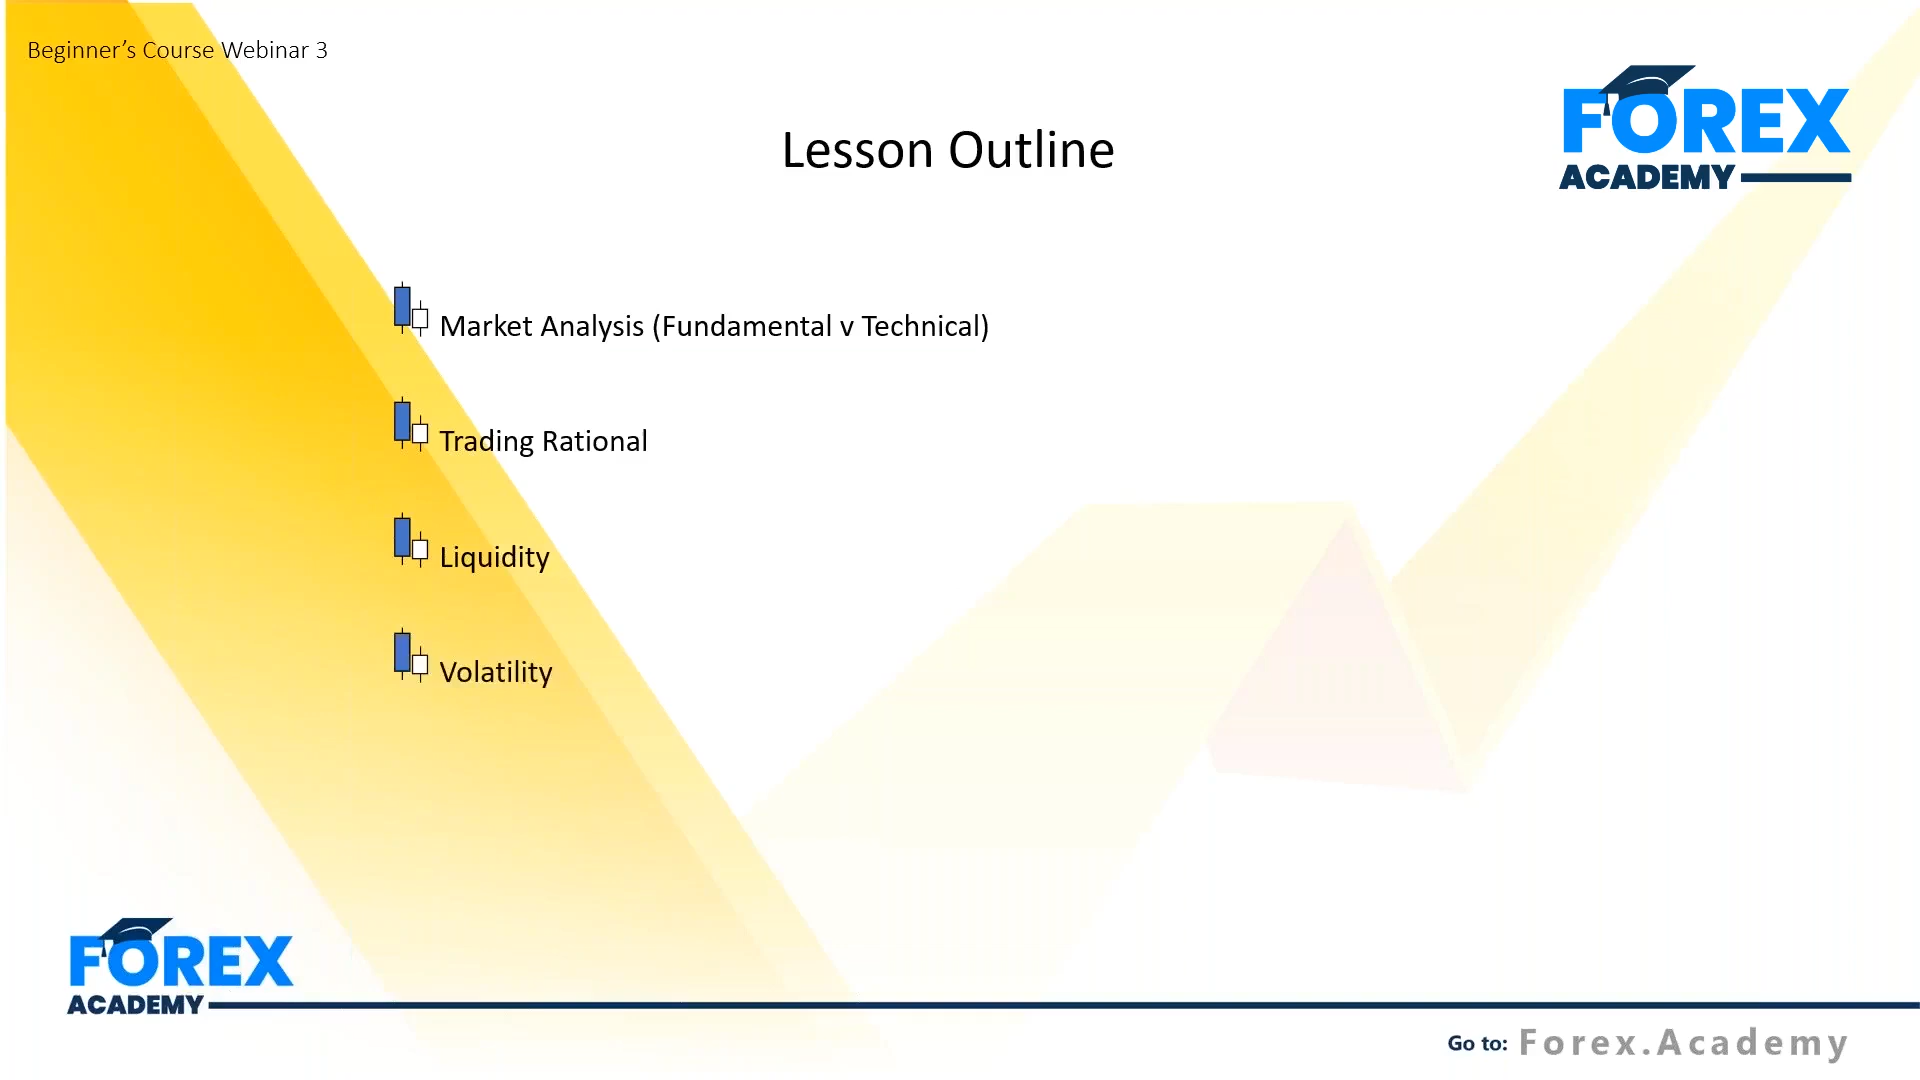 Beginner’s Course Webinar 3
FOREX
ACADEMY
Lesson Outline
Market Analysis (Fundamental v Technical)
Trading Rational
Liquidity
Volatility
FOREX
ACADEMY
Go to: Forex.Academy